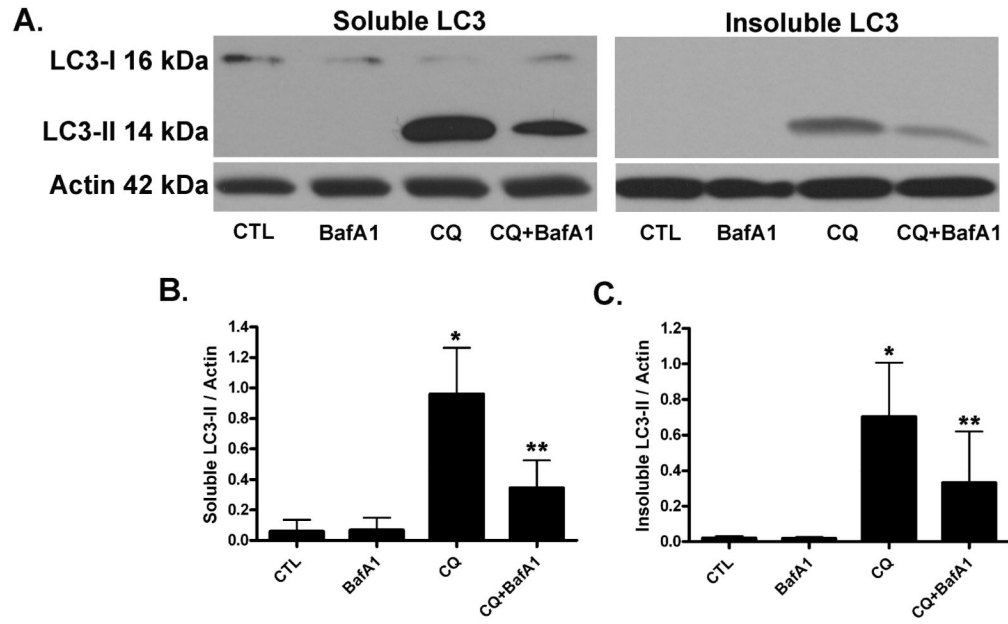 A.
Soluble LC3
Insoluble LC3
LC3-I 16 kDa
LC3-II 14 kDa
Actin 42 kDa
CTL BafA1 CQ CQ+BafA1
CTL BafA1 CQ CQ+BafA1
B.
Soluble LC3-II / Actin
1.4
1.2
1.0
0.8
0.6
0.4
0.2
0.0
*
**
CTL
BafA1
CQ
CQ+BafA1
C.
Insoluble LC3-II / Actin
1.2
1.0
0.8
0.6
0.4
0.2
0.0
*
**
CTL
BafA1
CQ
CQ+BafA1